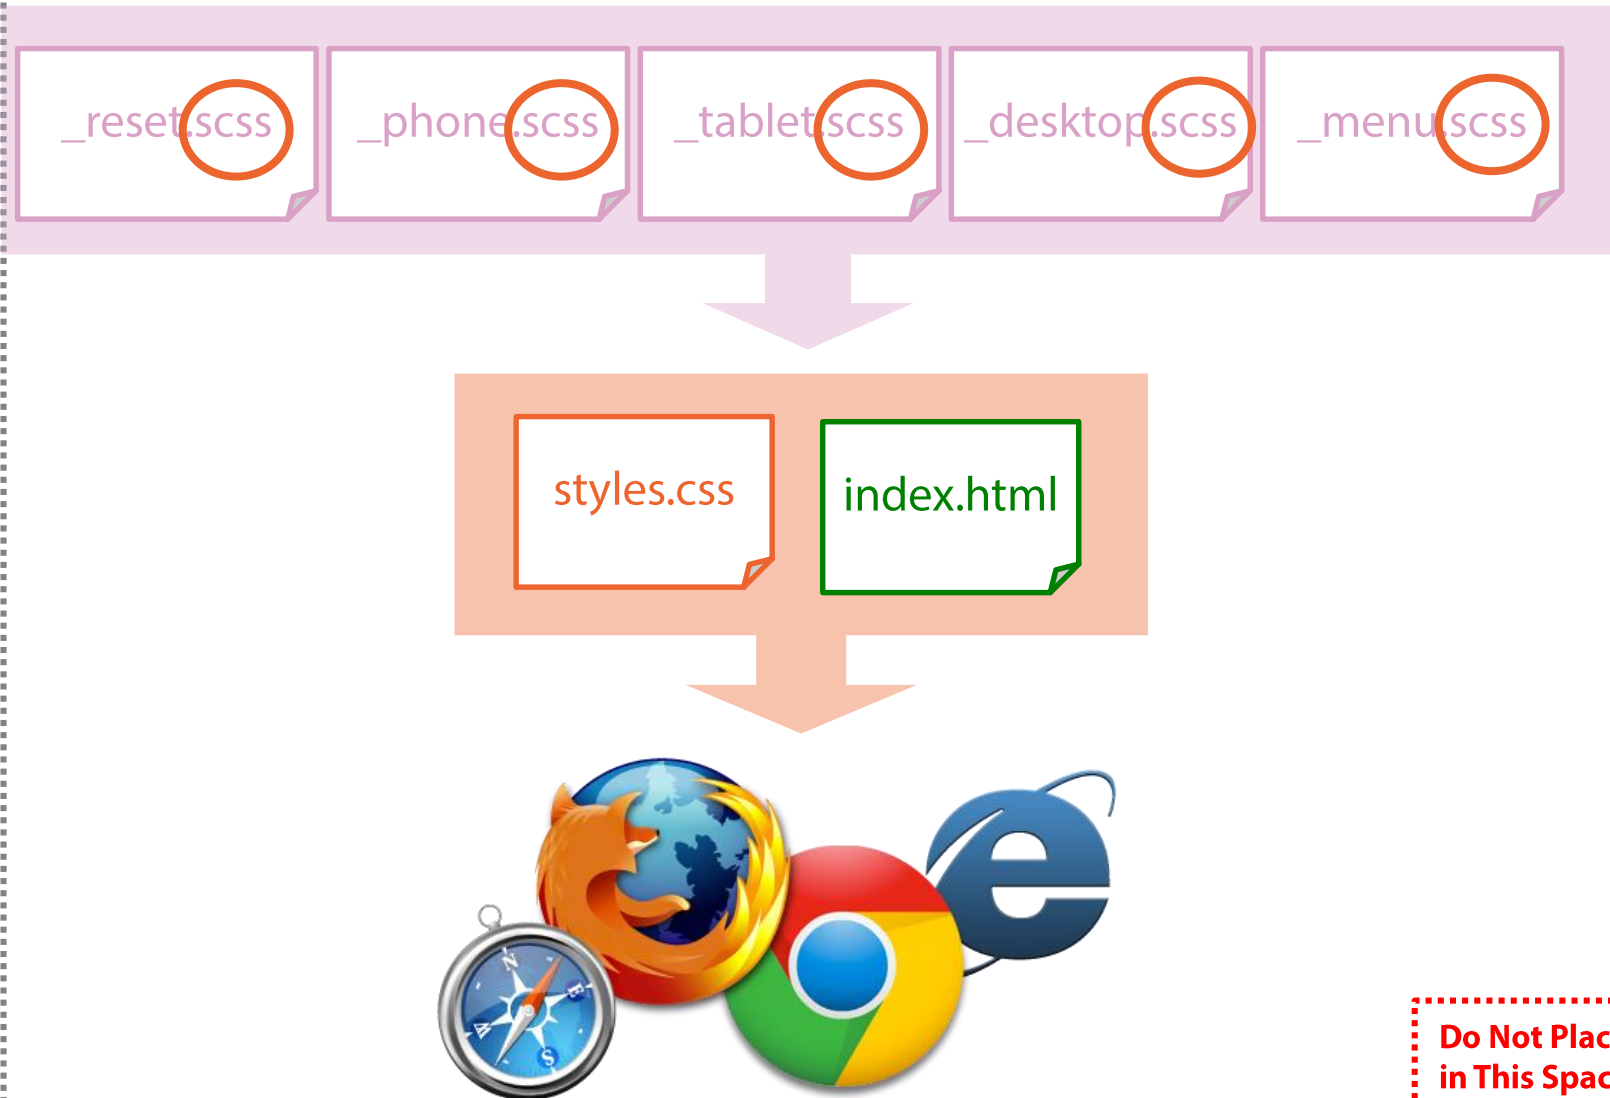 _reset.scss
_phone.scss
_tablet.scss
_desktop.scss
_menu.scss
styles.css
index.html
N
E
W
S
Do Not Plac
in This Spac